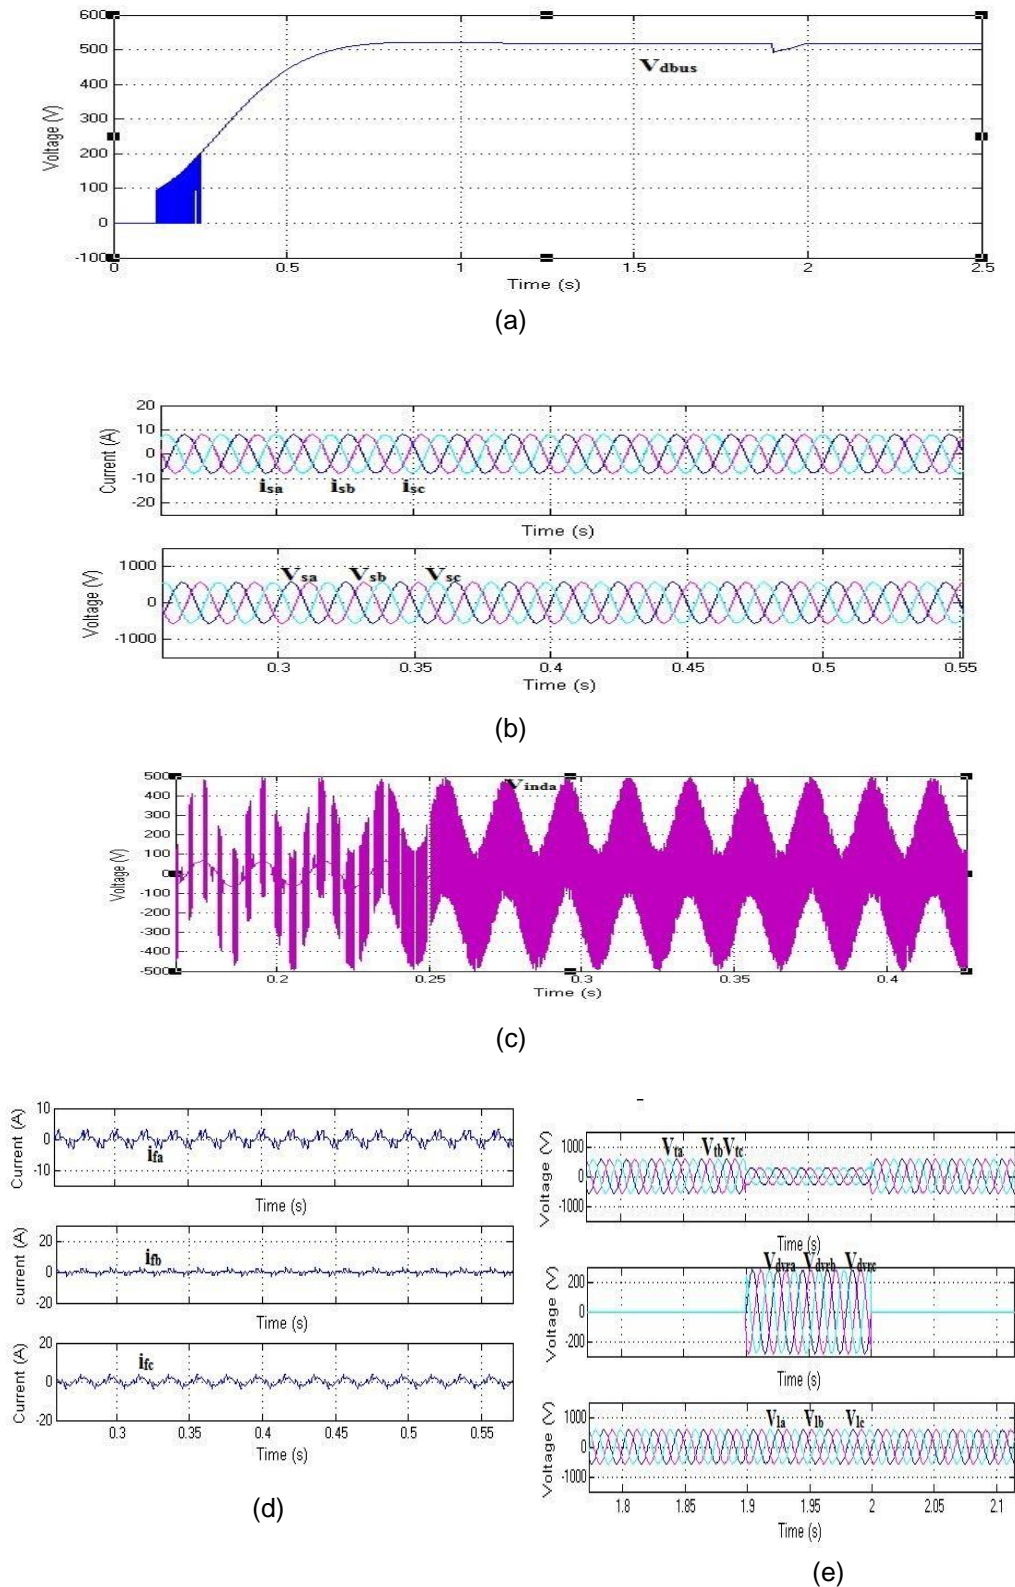 600
500
400
300
200
100
0
-100
Voltage (V)
Vdbus
0 0.5 1 1.5 2 2.5
Time (s)
(a)
20
10
0
-10
-20
Current (A)
isa isb isc
Time (s)
1000
0
-1000
Voltage (V)
Vsa Vsb Vsc
0.3 0.35 0.4 0.45 0.5 0.55
Time (s)
(b)
500
400
300
200
100
0
-100
-200
-300
-400
-500
Voltage (V)
Vinda
0.2 0.25 0.3 0.35 0.4
Time (s)
(c)
10
0
-10
Current (A)
ifa
Time (s)
20
0
-20
current (A)
ifb
Time (s)
20
0
-20
Current (A)
ifc
0.3 0.35 0.4 0.45 0.5 0.55
Time (s)
(d)
1000
0
-1000
Voltage (V)
Vta Vtb Vtc
Time (s)
200
0
-200
Voltage (V)
Vdvra Vdvrb Vdvrc
Time (s)
1000
0
-1000
Voltage (V)
Vla Vlb Vlc
1.8 1.85 1.9 1.95 2 2.05 2.1
Time (s)
(e)